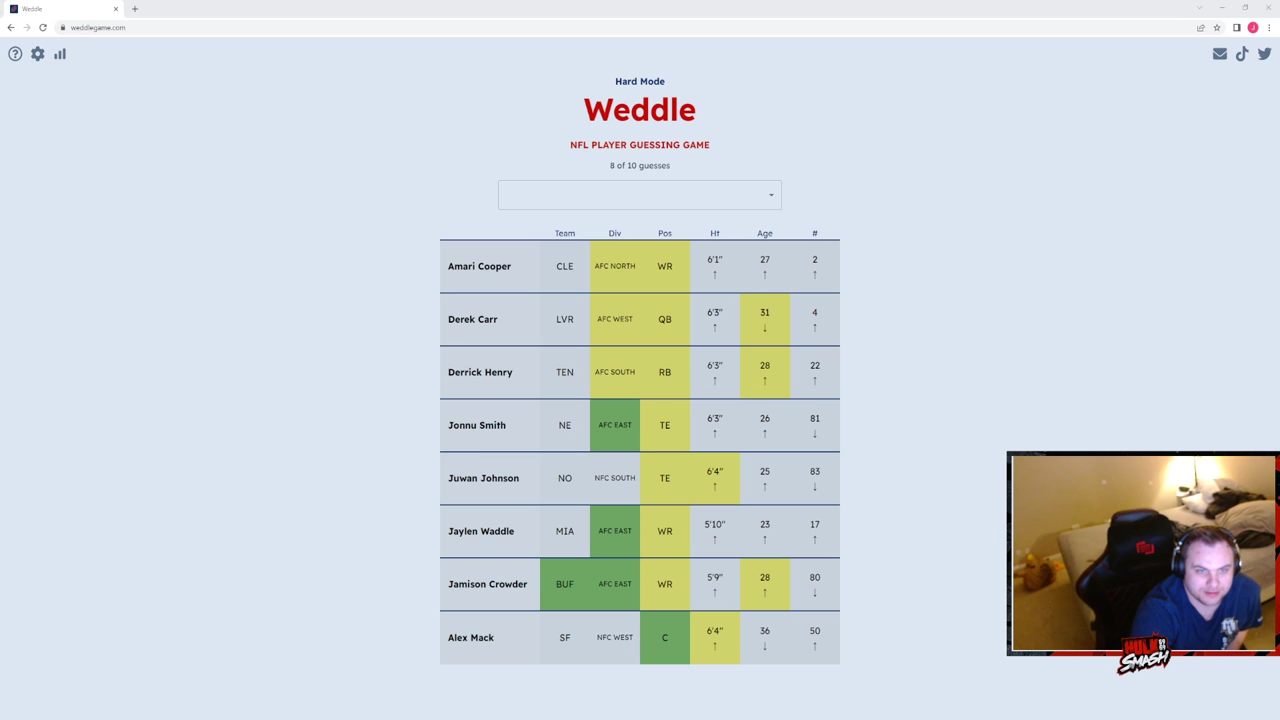 Weddle
weddlegame.com
J
Hard Mode
Weddle
NFL PLAYER GUESSING GAME
8 of 10 guesses
Team Div Pos Ht Age #
Amari Cooper CLE AFC NORTH WR 6'1" ↑ 27 ↑ 2 ↑
Derek Carr LVR AFC WEST QB 6'3" ↑ 31 ↓ 4 ↑
Derrick Henry TEN AFC SOUTH RB 6'3" ↑ 28 ↑ 22 ↑
Jonnu Smith NE AFC EAST TE 6'3" ↑ 26 ↑ 81 ↓
Juwan Johnson NO NFC SOUTH TE 6'4" ↑ 25 ↑ 83 ↓
Jaylen Waddle MIA AFC EAST WR 5'10" ↑ 23 ↑ 17 ↑
Jamison Crowder BUF AFC EAST WR 5'9" ↑ 28 ↑ 80 ↓
Alex Mack SF NFC WEST C 6'4" ↑ 36 ↓ 50 ↑
HULK
SMASH